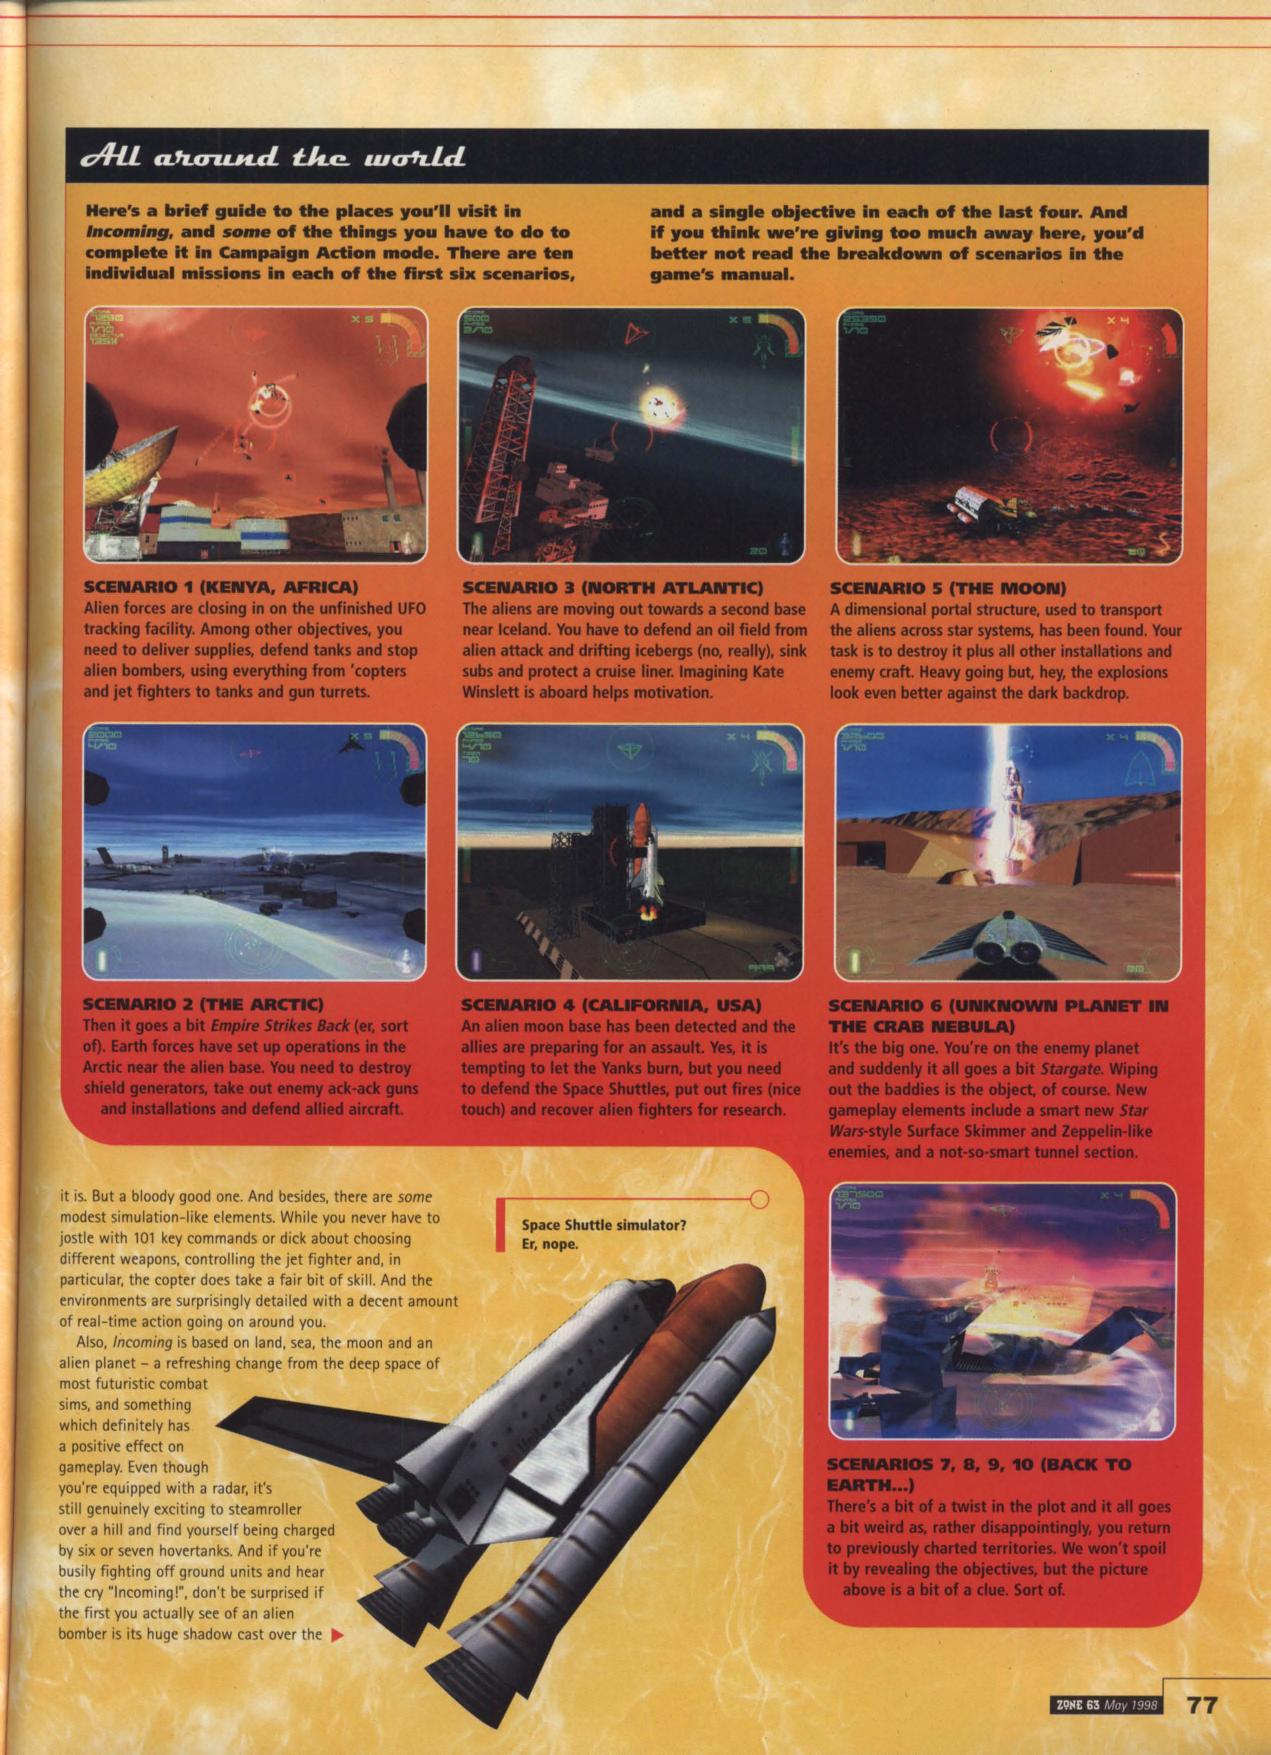 All around the world
Here's a brief guide to the places you'll visit in
Incoming, and some of the things you have to do to
complete it in Campaign Action mode. There are ten
individual missions in each of the first six scenarios,
and a single objective in each of the last four. And
if you think we're giving too much away here, you'd
better not read the breakdown of scenarios in the
game's manual.
SCENARIO 1 (KENYA, AFRICA)
Alien forces are closing in on the unfinished UFO
tracking facility. Among other objectives, you
need to deliver supplies, defend tanks and stop
alien bombers, using everything from 'copters
and jet fighters to tanks and gun turrets.
SCENARIO 2 (THE ARCTIC)
Then it goes a bit Empire Strikes Back (er, sort
of). Earth forces have set up operations in the
Arctic near the alien base. You need to destroy
shield generators, take out enemy ack-ack guns
and installations and defend allied aircraft.
SCENARIO 3 (NORTH ATLANTIC)
The aliens are moving out towards a second base
near Iceland. You have to defend an oil field from
alien attack and drifting icebergs (no, really), sink
subs and protect a cruise liner. Imagining Kate
Winslett is aboard helps motivation.
SCENARIO 4 (CALIFORNIA, USA)
An alien moon base has been detected and the
allies are preparing for an assault. Yes, it is
tempting to let the Yanks burn, but you need
to defend the Space Shuttles, put out fires (nice
touch) and recover alien fighters for research.
SCENARIO 5 (THE MOON)
A dimensional portal structure, used to transport
the aliens across star systems, has been found. Your
task is to destroy it plus all other installations and
enemy craft. Heavy going but, hey, the explosions
look even better against the dark backdrop.
SCENARIO 6 (UNKNOWN PLANET IN
THE CRAB NEBULA)
It's the big one. You're on the enemy planet
and suddenly it all goes a bit Stargate. Wiping
out the baddies is the object, of course. New
gameplay elements include a smart new Star
Wars-style Surface Skimmer and Zeppelin-like
enemies, and a not-so-smart tunnel section.
SCENARIOS 7, 8, 9, 10 (BACK TO
EARTH...)
There's a bit of a twist in the plot and it all goes
a bit weird as, rather disappointingly, you return
to previously charted territories. We won't spoil
it by revealing the objectives, but the picture
above is a bit of a clue. Sort of.
it is. But a bloody good one. And besides, there are some
modest simulation-like elements. While you never have to
jostle with 101 key commands or dick about choosing
different weapons, controlling the jet fighter and, in
particular, the copter does take a fair bit of skill. And the
environments are surprisingly detailed with a decent amount
of real-time action going on around you.
Also, Incoming is based on land, sea, the moon and an
alien planet – a refreshing change from the deep space of
most futuristic combat
sims, and something
which definitely has
a positive effect on
gameplay. Even though
you're equipped with a radar, it's
still genuinely exciting to steamroller
over a hill and find yourself being charged
by six or seven hovertanks. And if you're
busily fighting off ground units and hear
the cry "Incoming!", don't be surprised if
the first you actually see of an alien
bomber is its huge shadow cast over the
Space Shuttle simulator?
Er, nope.
United States
ZONE 63 May 1998 77